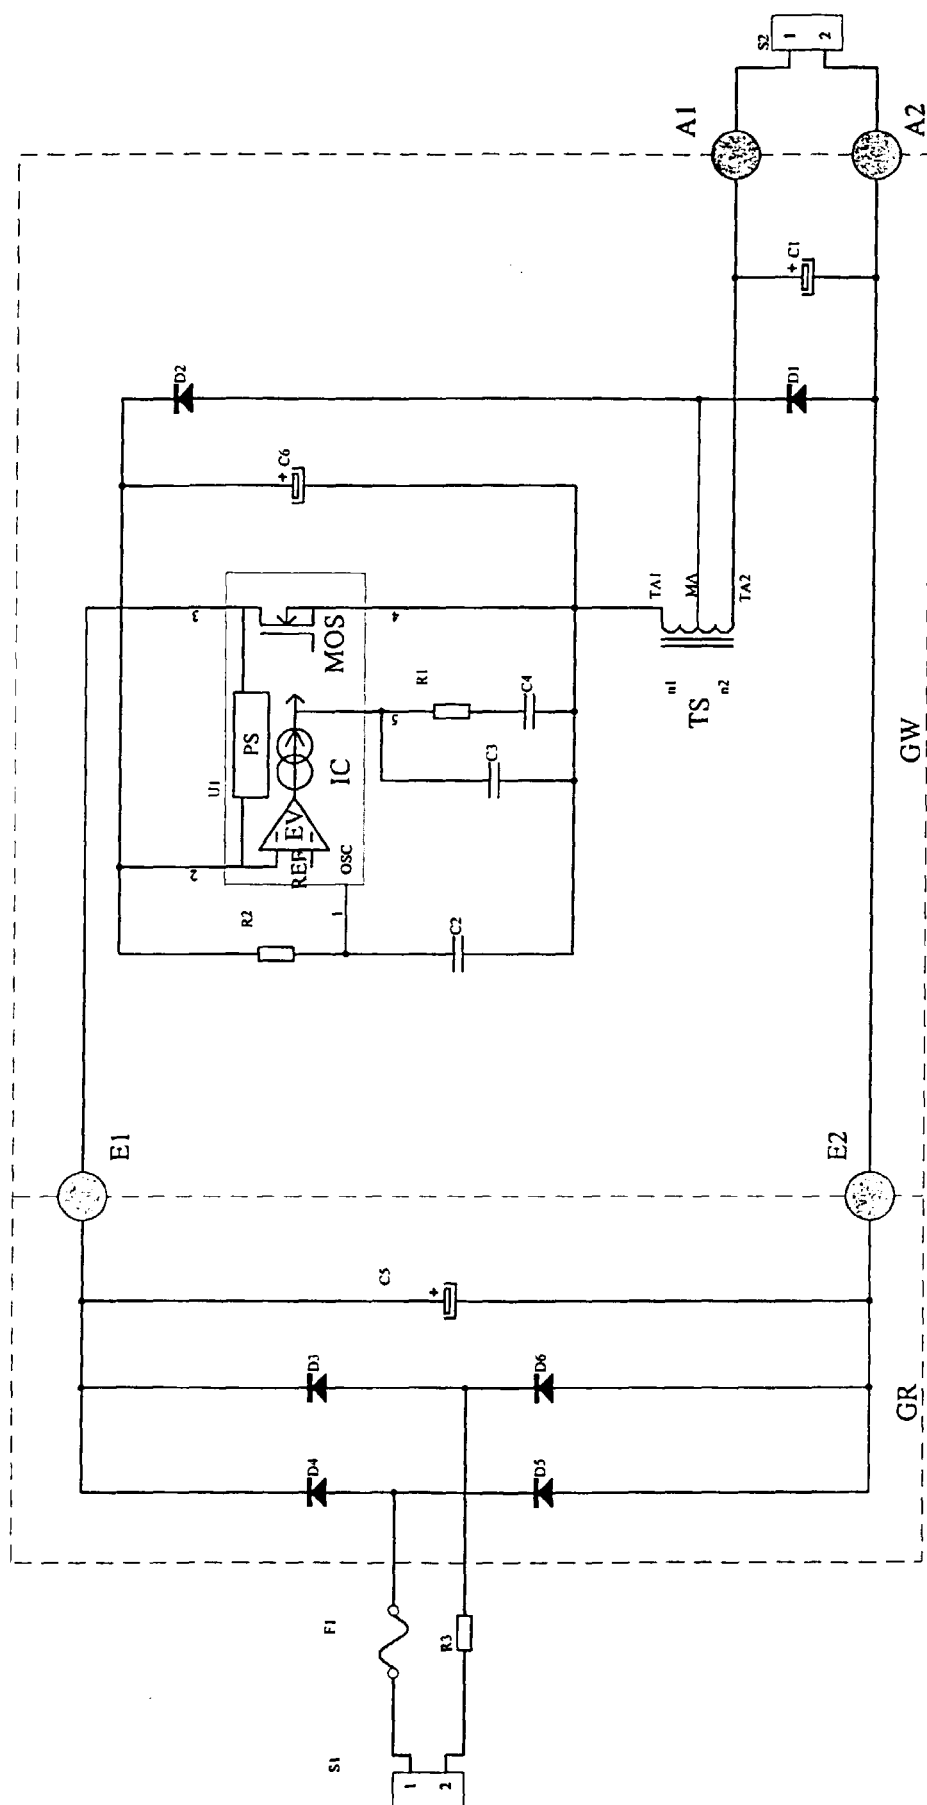 S2
1
2
A1
A2
+ C1
D2
D1
+ C6
TA1
MA
TA2
n1
n2
TS
3
4
MOS
R1
C4
5
C3
PS
U1
IC
EV
REF
OSC
2
1
R2
C2
GW
E1
E2
C5
+
D3
D6
D4
D5
GR
F1
R3
S1
1
2